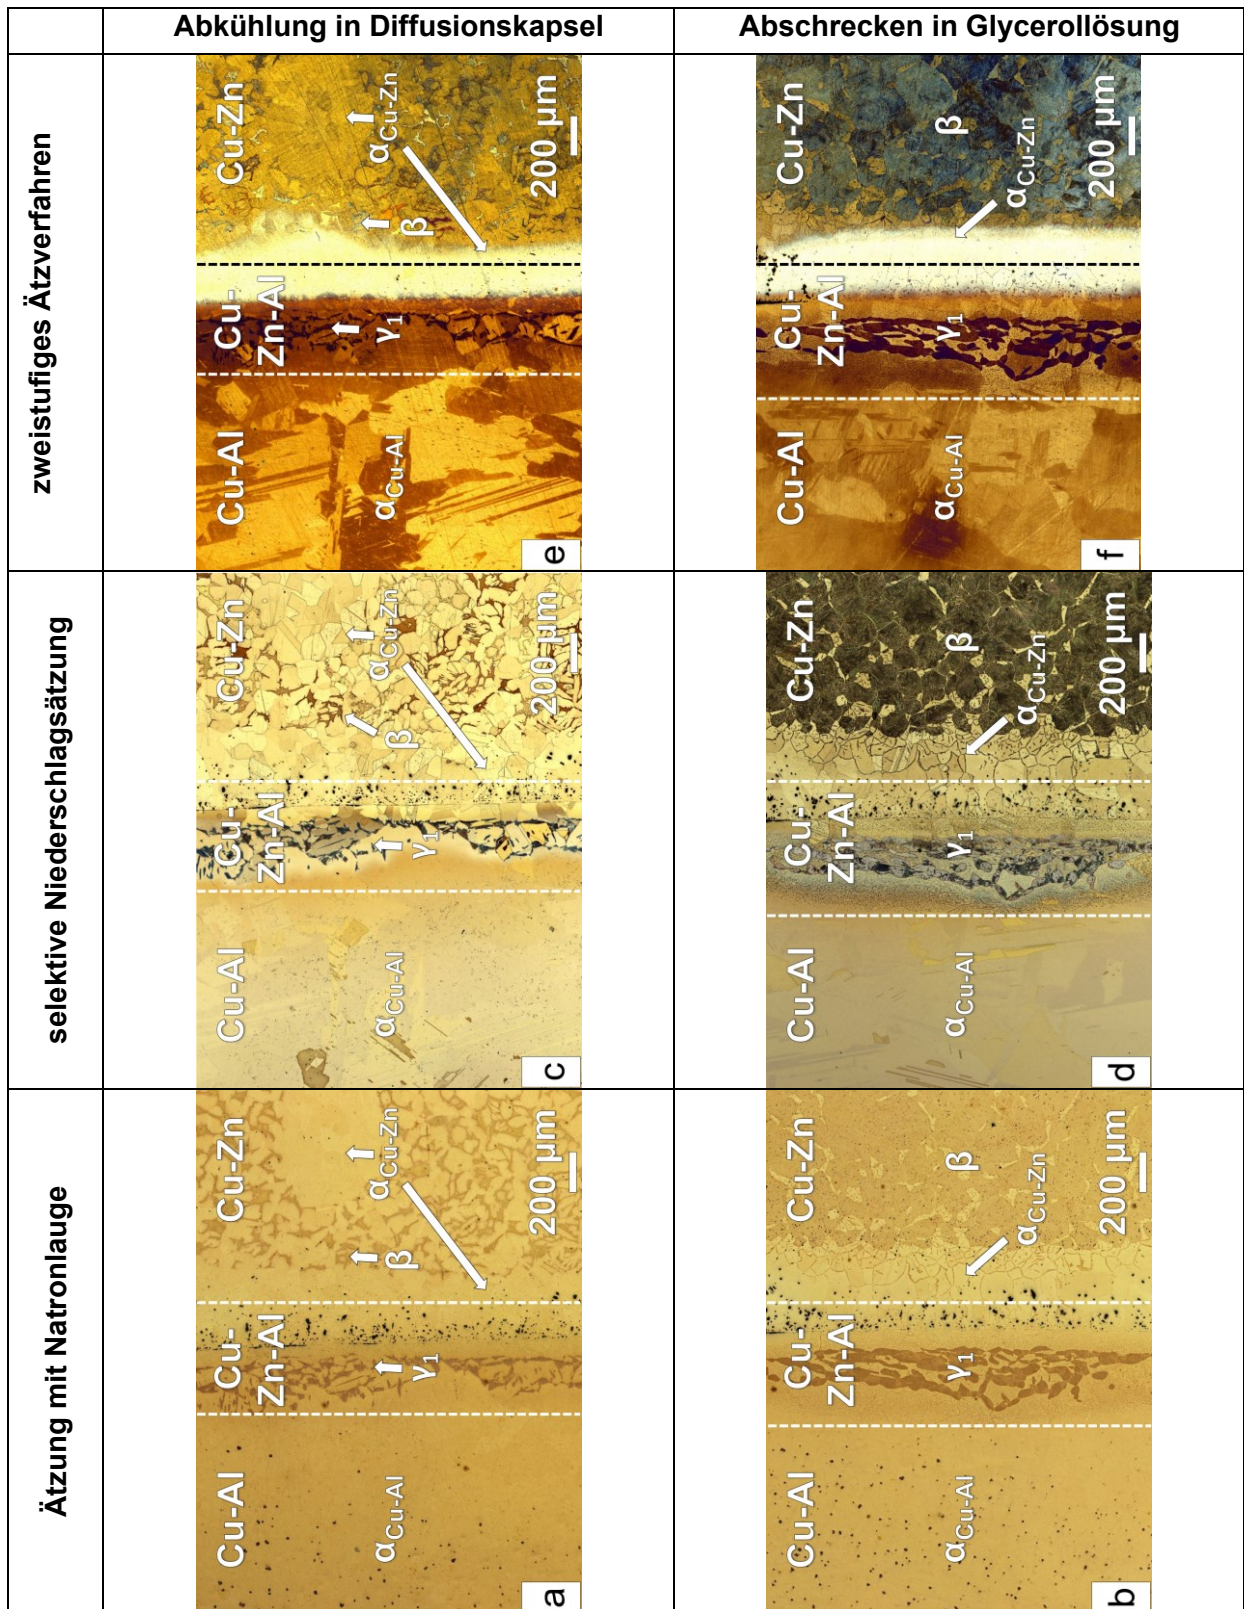 Abkühlung in Diffusionskapsel
Abschrecken in Glycerollösung
zweistufiges Ätzverfahren
Cu-Al
Cu-
Zn-Al
Cu-Zn
αCu-Al
γ1
β
αCu-Zn
200 µm
e
Cu-Al
Cu-
Zn-Al
Cu-Zn
αCu-Al
γ1
β
αCu-Zn
200 µm
f
selektive Niederschlagsätzung
Cu-Al
Cu-
Zn-Al
Cu-Zn
αCu-Al
γ1
β
αCu-Zn
200 µm
c
Cu-Al
Cu-
Zn-Al
Cu-Zn
αCu-Al
γ1
β
αCu-Zn
200 µm
d
Ätzung mit Natronlauge
Cu-Al
Cu-
Zn-Al
Cu-Zn
αCu-Al
γ1
β
αCu-Zn
200 µm
a
Cu-Al
Cu-
Zn-Al
Cu-Zn
αCu-Al
γ1
β
αCu-Zn
200 µm
b